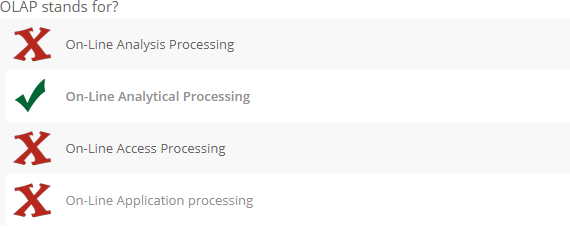 OLAP stands for?
On-Line Analysis Processing
On-Line Analytical Processing
On-Line Access Processing
On-Line Application processing